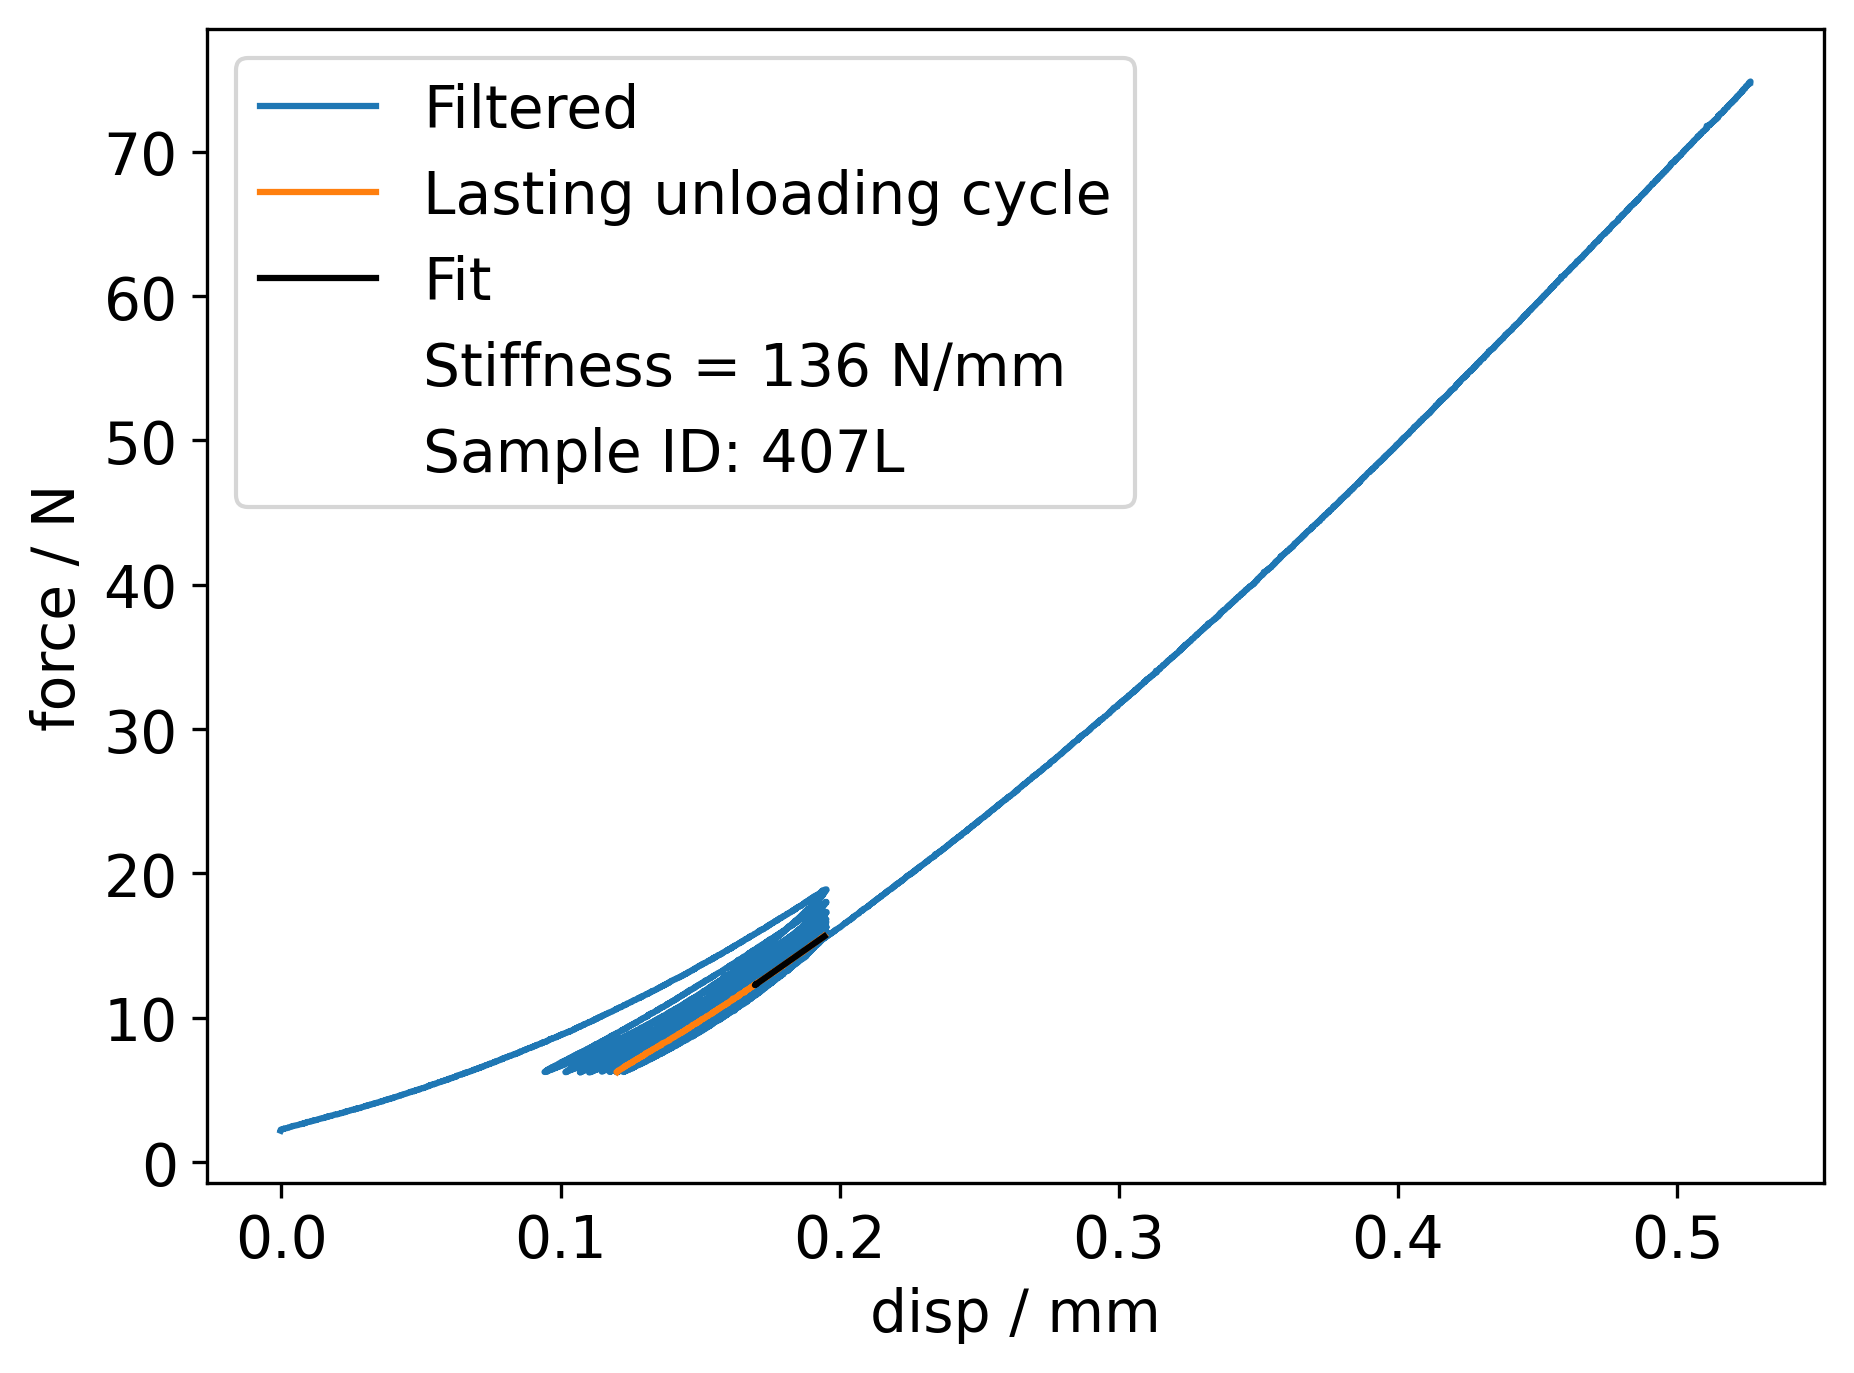 Filtered
Lasting unloading cycle
Fit
Stiffness = 136 N/mm
Sample ID: 407L
70
60
50
40
30
20
10
0
force / N
0.0 0.1 0.2 0.3 0.4 0.5
disp / mm